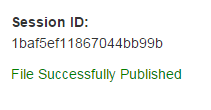 Session ID:
1baf5ef11867044bb99b
File Successfully Published